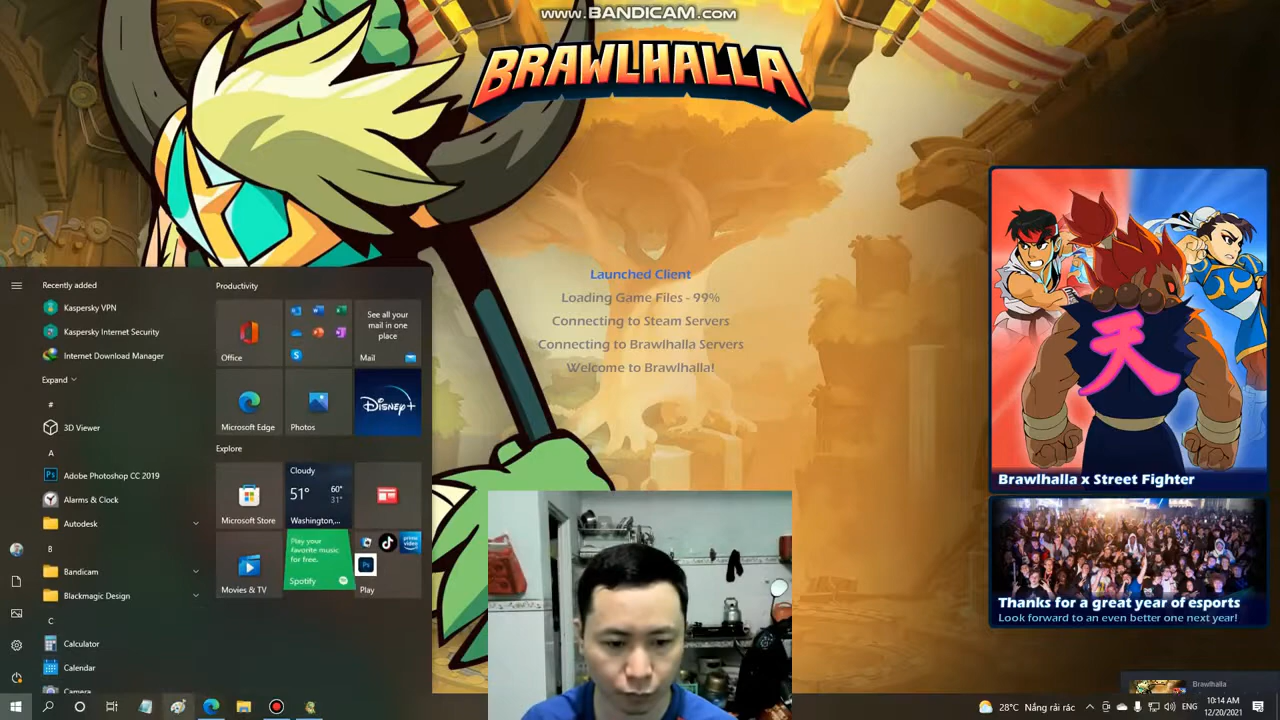 www.BANDICAM.com
BRAWLHALLA
Launched Client
Loading Game Files - 99%
Connecting to Steam Servers
Connecting to Brawlhalla Servers
Welcome to Brawlhalla!
天
Brawlhalla x Street Fighter
Thanks for a great year of esports
Look forward to an even better one next year!
Recently added
Kaspersky VPN
Kaspersky Internet Security
Internet Download Manager
Expand
#
3D Viewer
A
Adobe Photoshop CC 2019
Alarms & Clock
Autodesk
B
Bandicam
Blackmagic Design
C
Calculator
Calendar
Camera
Productivity
Office
See all your
mail in one
place
Mail
Microsoft Edge
Photos
Disney+
Explore
Microsoft Store
Cloudy
51°
60°
31°
Washington,...
Movies & TV
Play your
favorite music
for free.
Spotify
prime video
Ps
Play
Brawlhalla
28°C Nắng rải rác
ENG
10:14 AM
12/20/2021